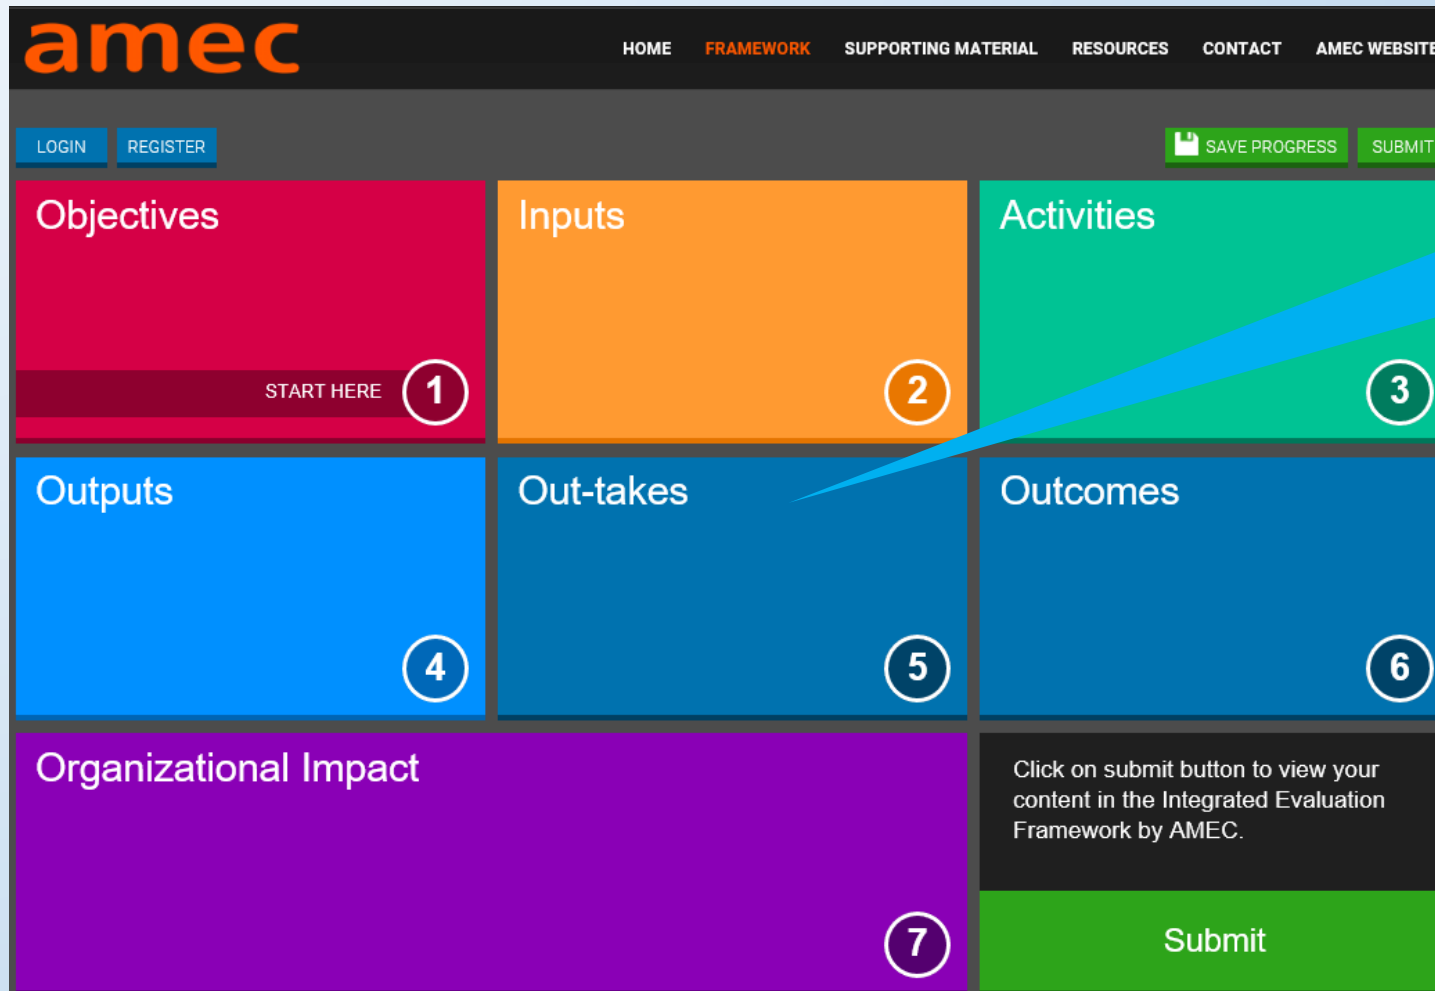 amec
HOME FRAMEWORK SUPPORTING MATERIAL RESOURCES CONTACT AMEC WEBSITE
LOGIN REGISTER SAVE PROGRESS SUBMIT
Objectives
START HERE 1
Inputs
2
Activities
3
Outputs
4
Out-takes
5
Outcomes
6
Organizational Impact
7
Click on submit button to view your
content in the Integrated Evaluation
Framework by AMEC.
Submit